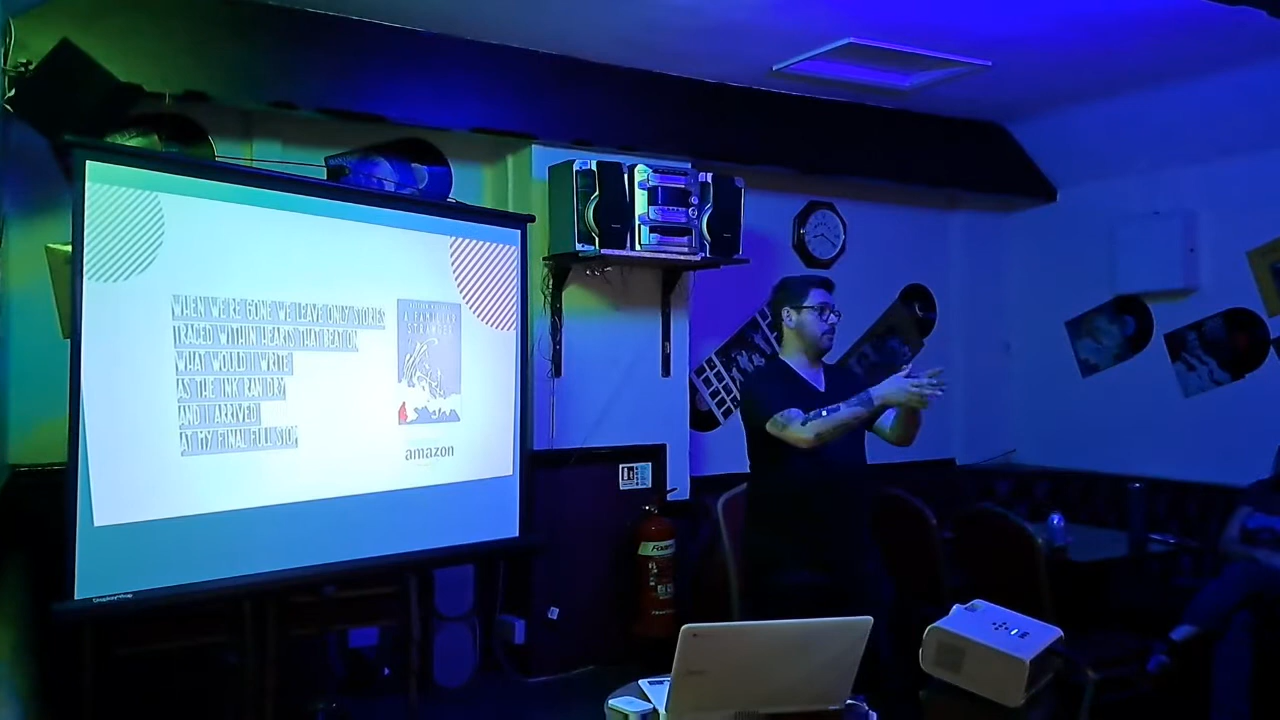 WHEN WE'RE GONE WE LEAVE ONLY STORIES
TRACED WITHIN HEARTS THAT BEAT ON
WHAT WOULD I WRITE
AS THE INK RAN DRY
AND I ARRIVED
AT MY FINAL FULL STOP
A FAMILIAR
STRANGER
amazon
Foam